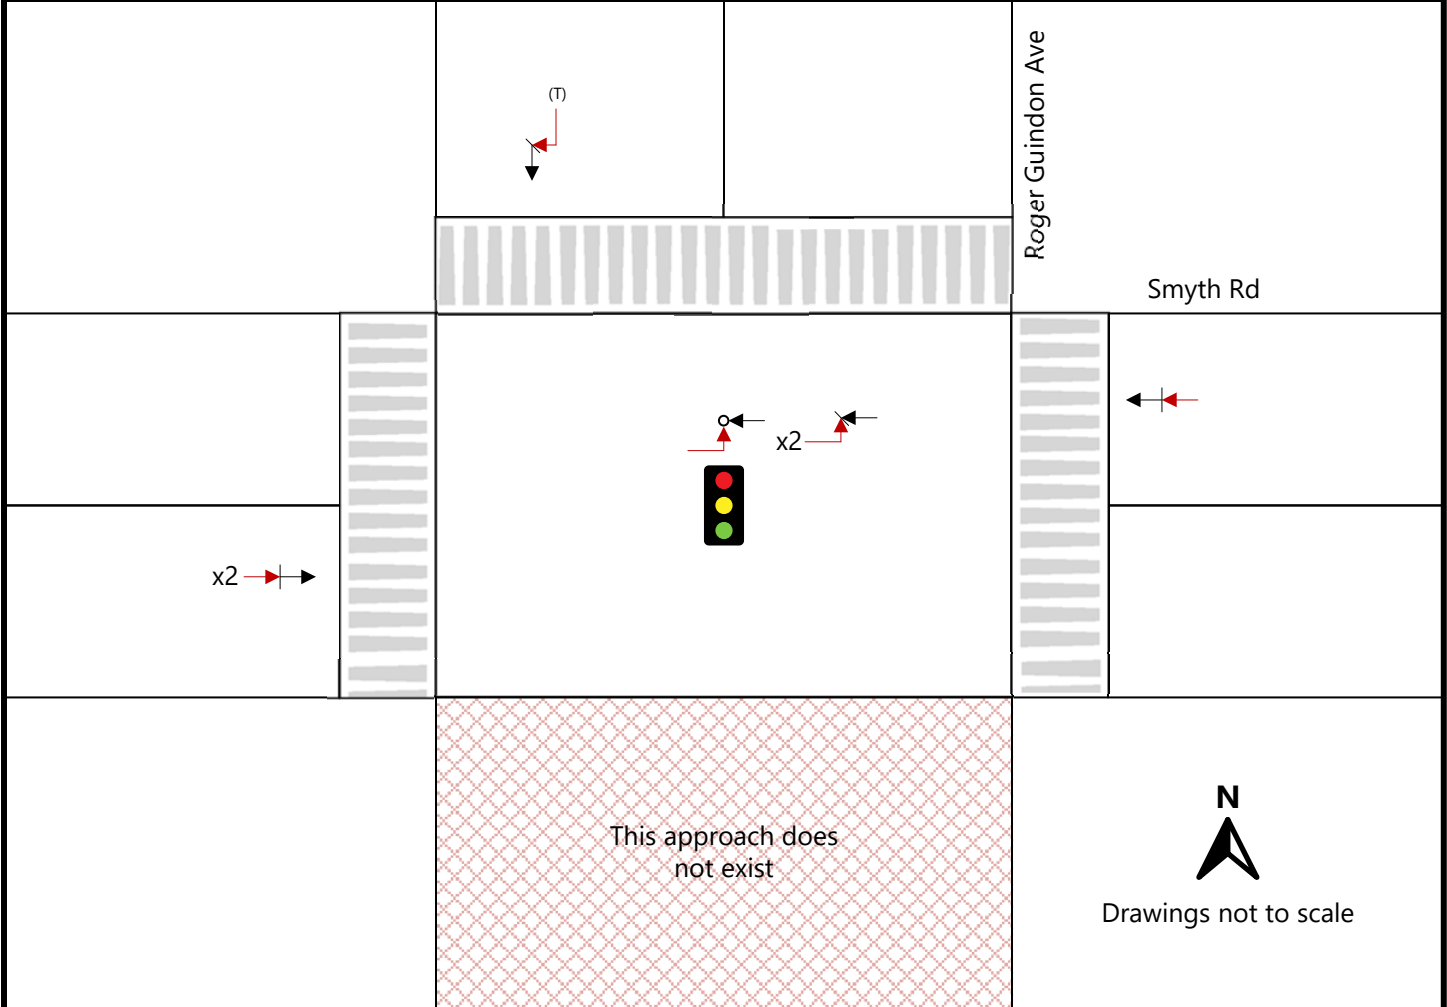 (T)
Roger Guindon Ave
Smyth Rd
x2
x2
This approach does
not exist
N
Drawings not to scale